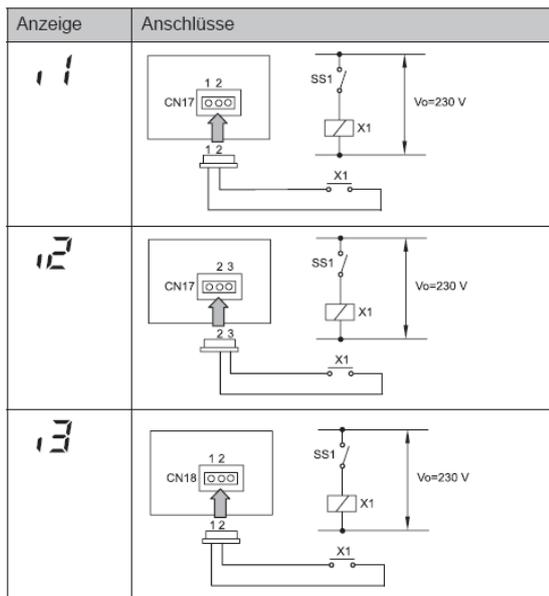 Anzeige Anschlüsse
i1
1 2
CN17
1 2
X1
SS1
X1
Vo=230 V
i2
2 3
CN17
2 3
X1
SS1
X1
Vo=230 V
i3
1 2
CN18
1 2
X1
SS1
X1
Vo=230 V